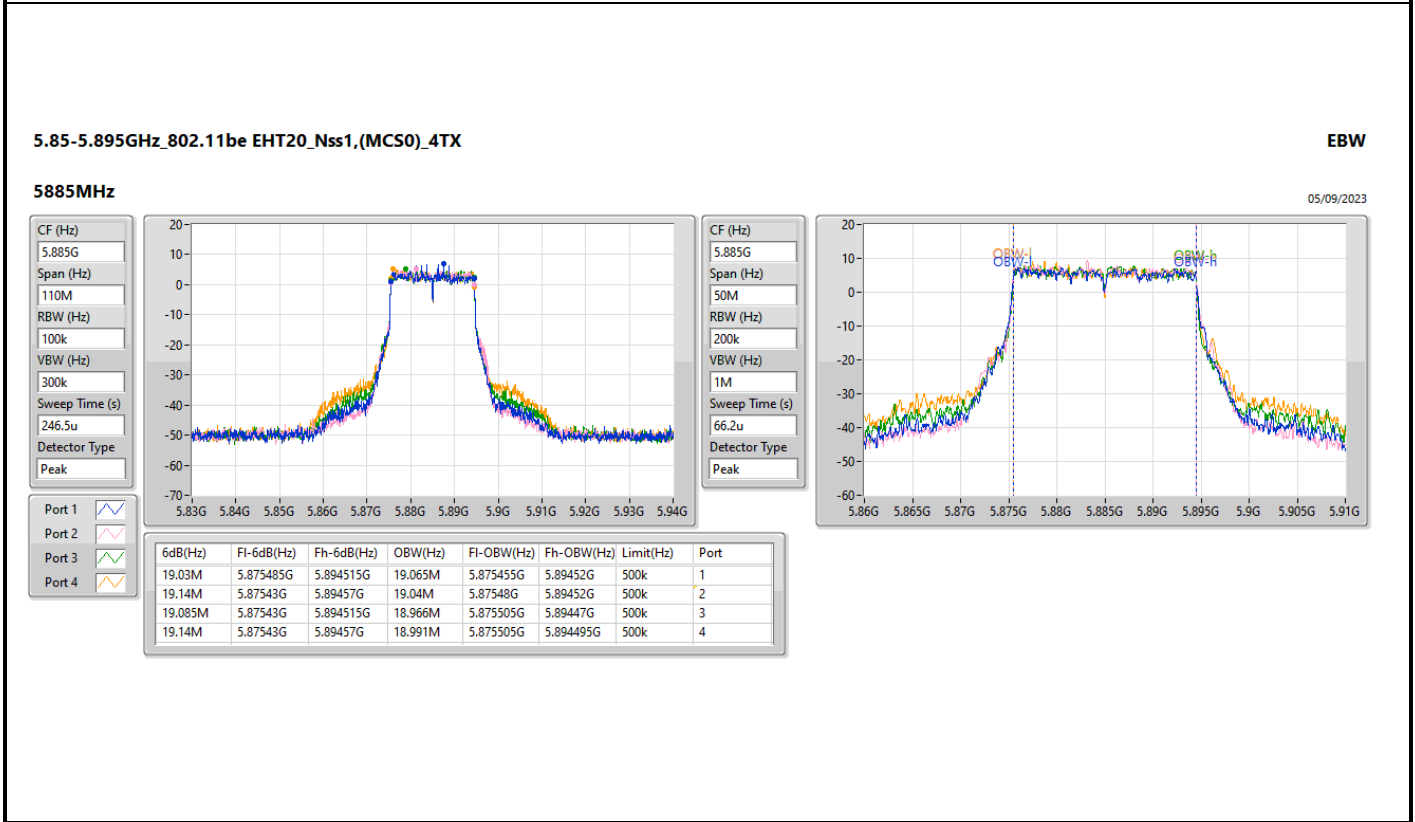 5.85-5.895GHz_802.11be EHT20_Nss1,(MCS0)_4TX
EBW
5885MHz
05/09/2023
CF (Hz)
5.885G
Span (Hz)
110M
RBW (Hz)
100k
VBW (Hz)
300k
Sweep Time (s)
246.5u
Detector Type
Peak
Port 1
Port 2
Port 3
Port 4
20
10
0
-10
-20
-30
-40
-50
-60
-70
5.83G 5.84G 5.85G 5.86G 5.87G 5.88G 5.89G 5.9G 5.91G 5.92G 5.93G 5.94G
CF (Hz)
5.885G
Span (Hz)
50M
RBW (Hz)
200k
VBW (Hz)
1M
Sweep Time (s)
66.2u
Detector Type
Peak
20
10
0
-10
-20
-30
-40
-50
-60
OBW-l OBW-h
OBW-l OBW-h
5.86G 5.865G 5.87G 5.875G 5.88G 5.885G 5.89G 5.895G 5.9G 5.905G 5.91G
6dB(Hz) Fl-6dB(Hz) Fh-6dB(Hz) OBW(Hz) Fl-OBW(Hz) Fh-OBW(Hz) Limit(Hz) Port
19.03M 5.875485G 5.894515G 19.065M 5.875455G 5.89452G 500k 1
19.14M 5.87543G 5.89457G 19.04M 5.87548G 5.89452G 500k 2
19.085M 5.87543G 5.894515G 18.966M 5.875505G 5.89447G 500k 3
19.14M 5.87543G 5.89457G 18.991M 5.875505G 5.894495G 500k 4